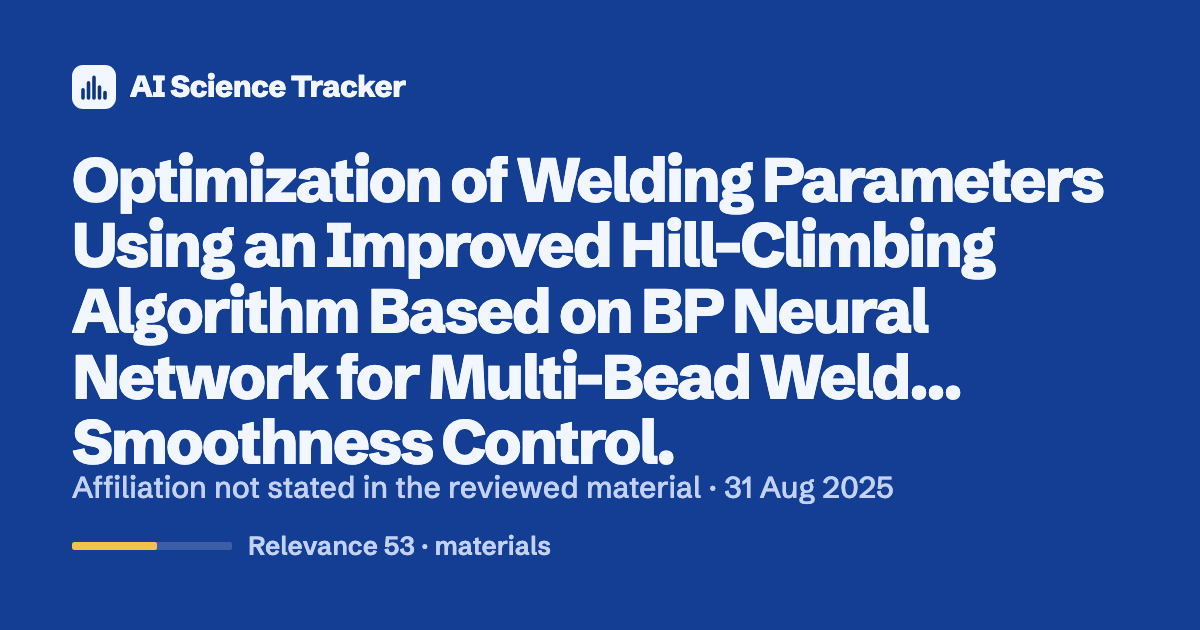 AI Science Tracker
Optimization of Welding Parameters
Using an Improved Hill-Climbing
Algorithm Based on BP Neural
Network for Multi-Bead Weld...
Smoothness Control.
Affiliation not stated in the reviewed material · 31 Aug 2025
Relevance 53 · materials